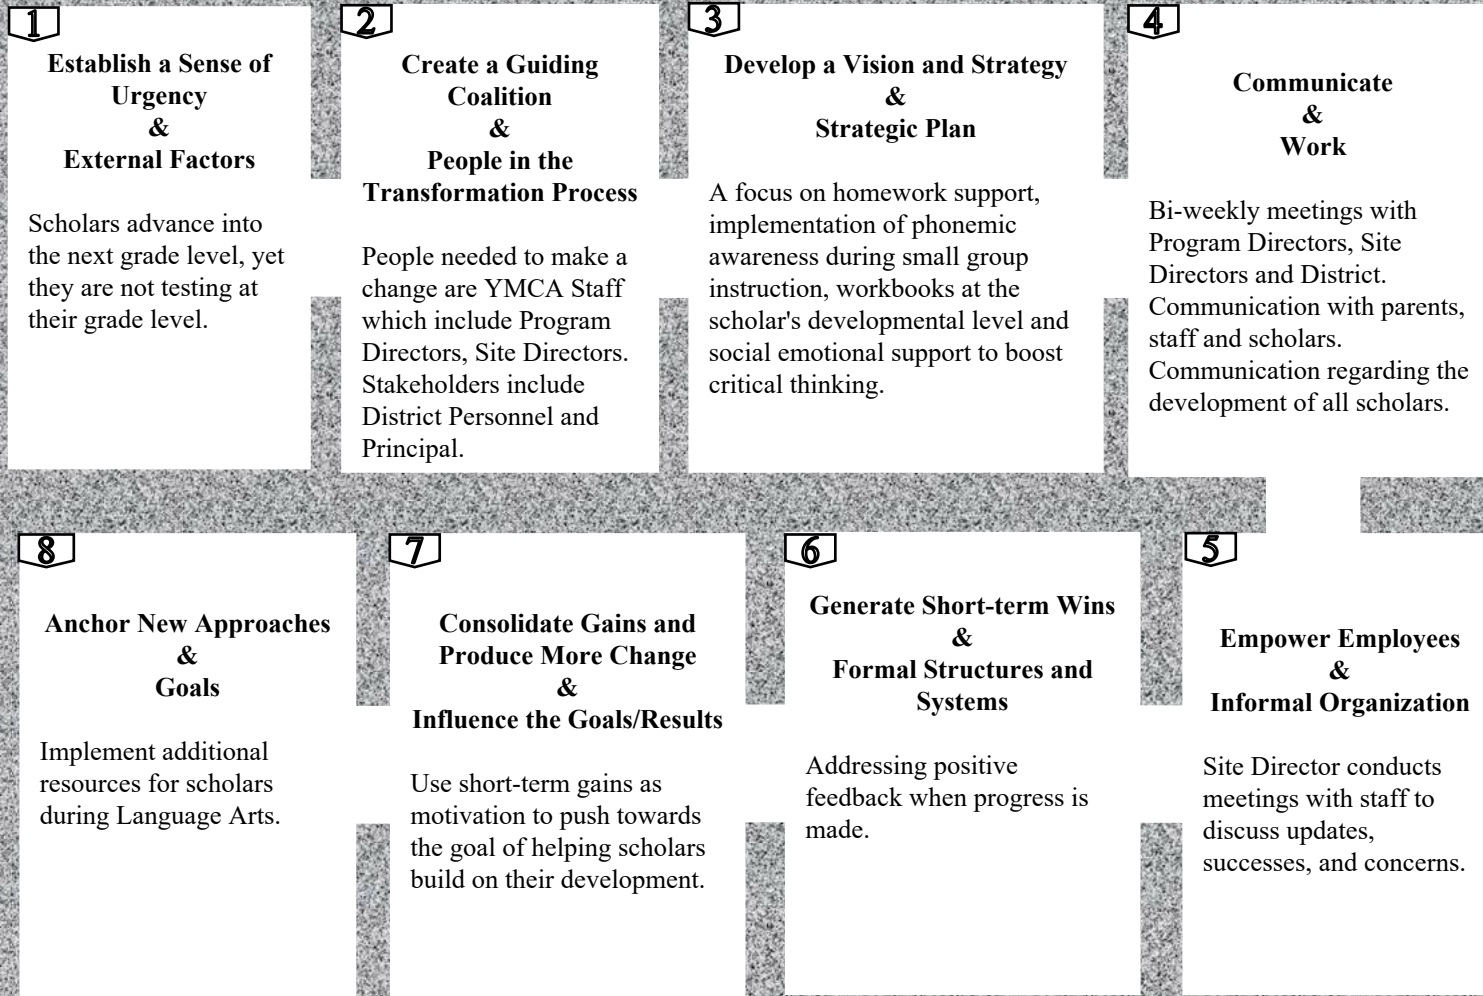 1
Establish a Sense of
Urgency
&
External Factors
Scholars advance into
the next grade level, yet
they are not testing at
their grade level.
2
Create a Guiding
Coalition
&
People in the
Transformation Process
People needed to make a
change are YMCA Staff
which include Program
Directors, Site Directors.
Stakeholders include
District Personnel and
Principal.
3
Develop a Vision and Strategy
&
Strategic Plan
A focus on homework support,
implementation of phonemic
awareness during small group
instruction, workbooks at the
scholar's developmental level and
social emotional support to boost
critical thinking.
4
Communicate
&
Work
Bi-weekly meetings with
Program Directors, Site
Directors and District.
Communication with parents,
staff and scholars.
Communication regarding the
development of all scholars.
5
Empower Employees
&
Informal Organization
Site Director conducts
meetings with staff to
discuss updates,
successes, and concerns.
6
Generate Short-term Wins
&
Formal Structures and
Systems
Addressing positive
feedback when progress is
made.
7
Consolidate Gains and
Produce More Change
&
Influence the Goals/Results
Use short-term gains as
motivation to push towards
the goal of helping scholars
build on their development.
8
Anchor New Approaches
&
Goals
Implement additional
resources for scholars
during Language Arts.